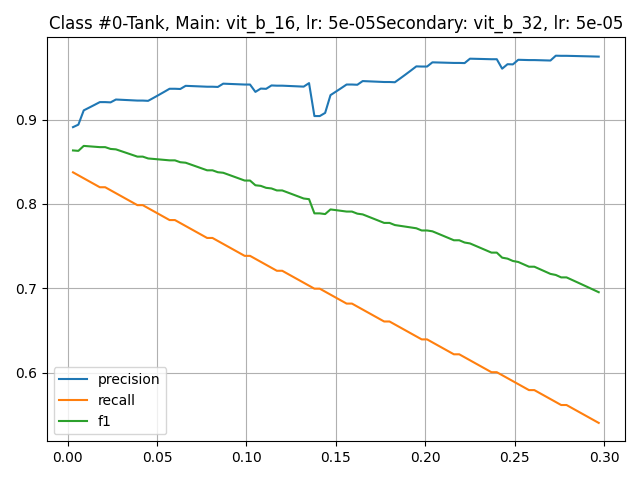 Class #0-Tank, Main: vit_b_16, lr: 5e-05Secondary: vit_b_32, lr: 5e-05
0.9
0.8
0.7
0.6
precision
recall
f1
0.00 0.05 0.10 0.15 0.20 0.25 0.30